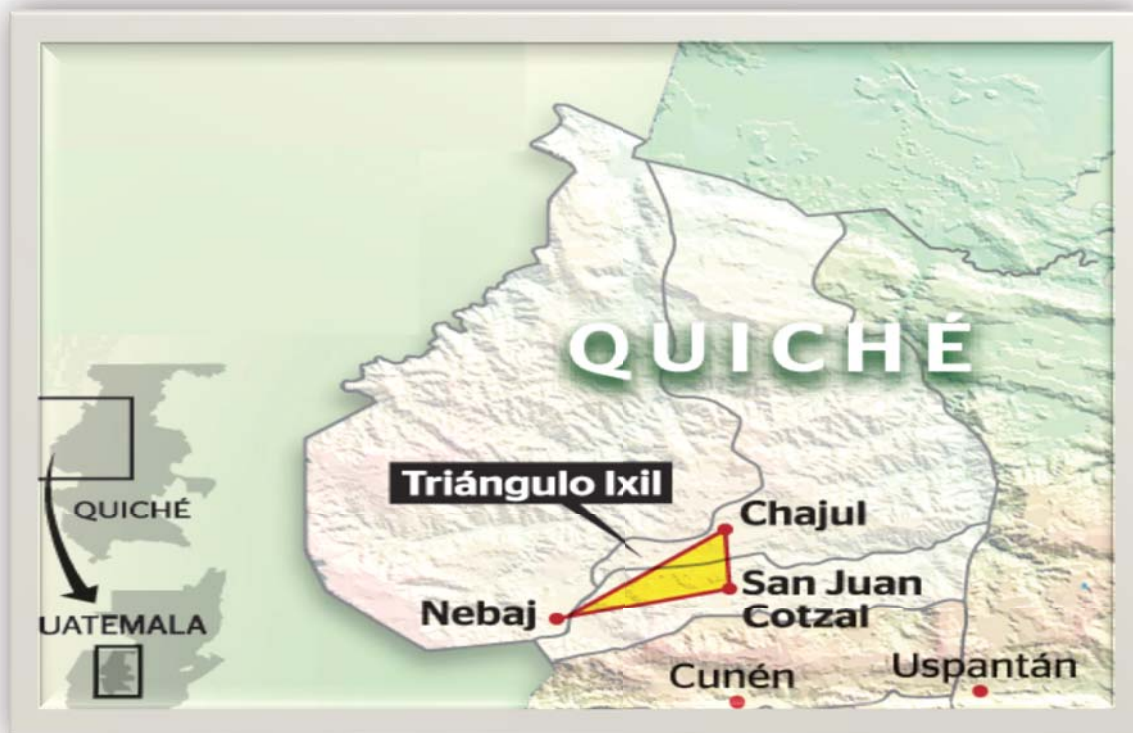 QUICHÉ
Triángulo Ixil
Chajul
San Juan
Cotzal
Nebaj
Cunén
Uspantán
QUICHÉ
UATEMALA